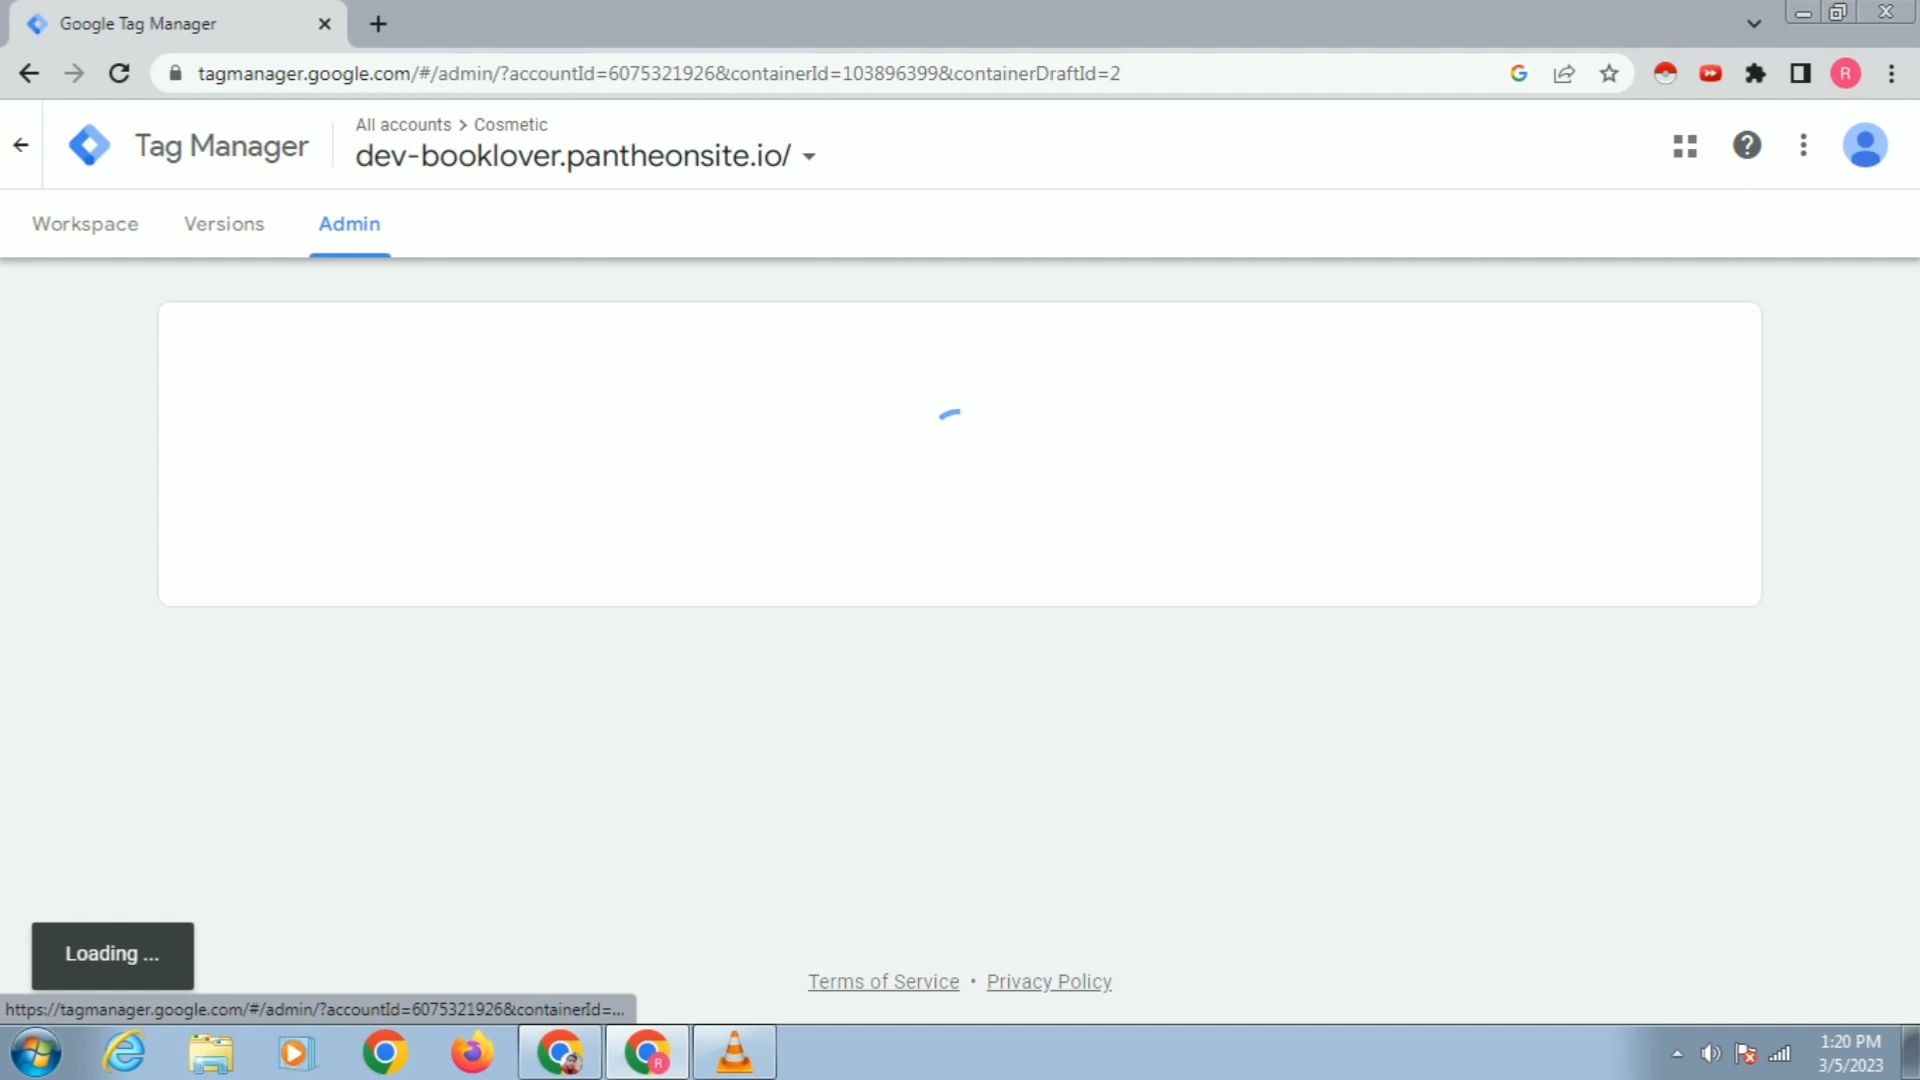 Google Tag Manager
tagmanager.google.com/#/admin/?accountId=6075321926&containerId=103896399&containerDraftId=2
R
Tag Manager
All accounts > Cosmetic
dev-booklover.pantheonsite.io/
Workspace
Versions
Admin
Loading ...
Terms of Service • Privacy Policy
https://tagmanager.google.com/#/admin/?accountId=6075321926&containerId=...
R
1:20 PM
3/5/2023